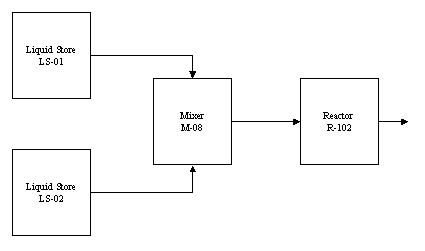 Liquid Store
LS-01
Mixer
M-08
Reactor
R-102
Liquid Store
LS-02